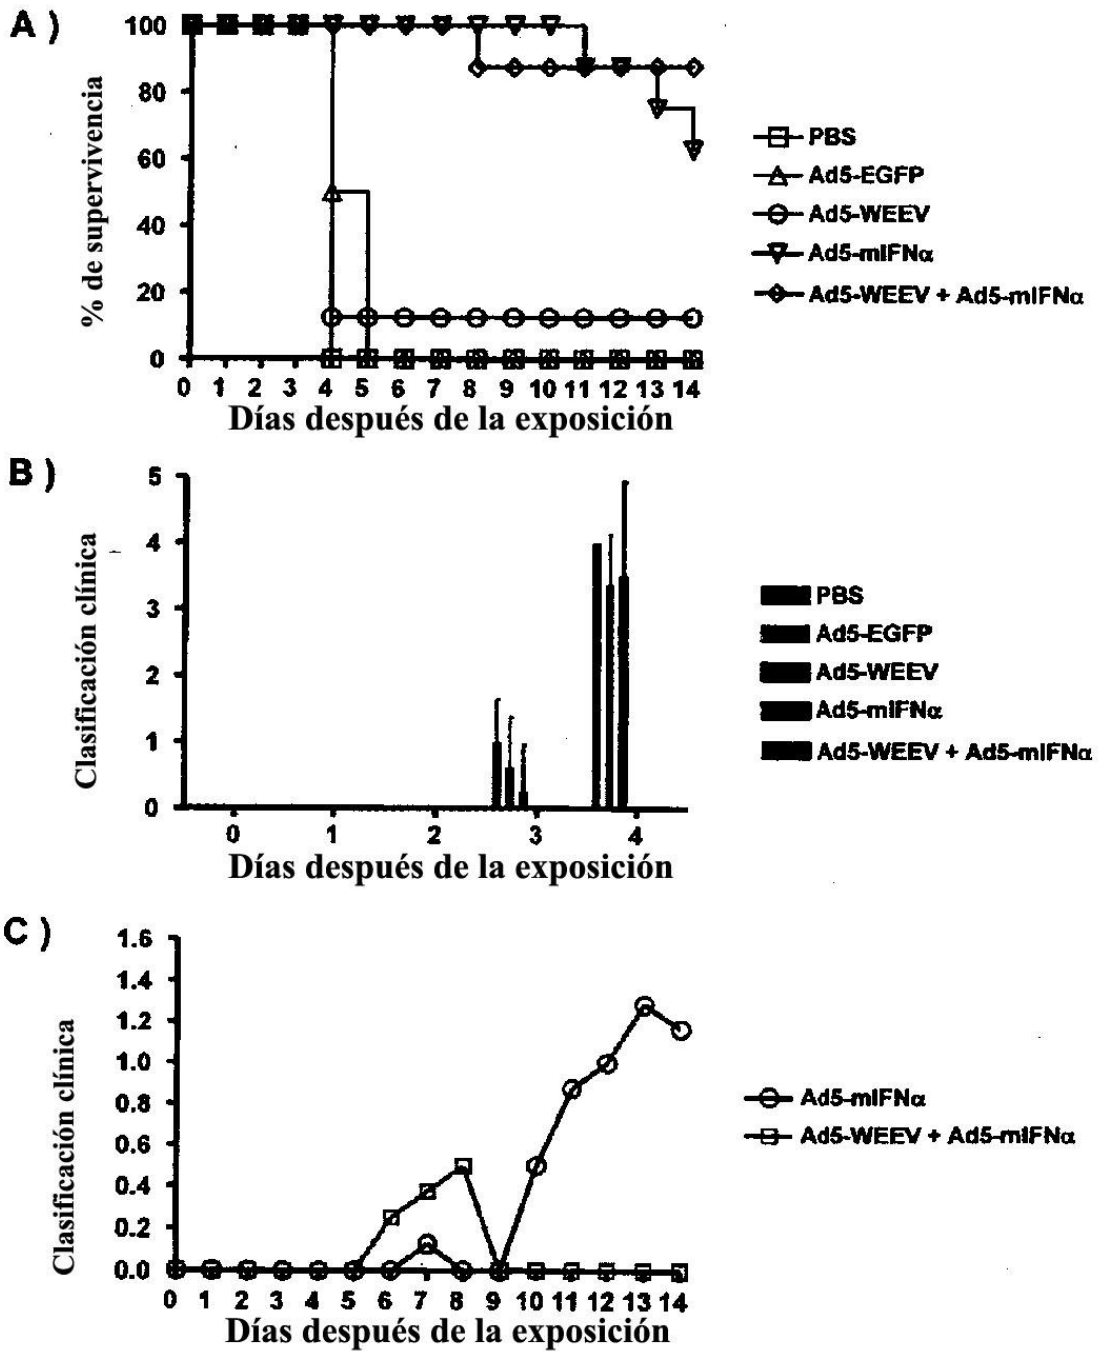 A )
100
80
60
40
20
0
% de supervivencia
0 1 2 3 4 5 6 7 8 9 10 11 12 13 14
Días después de la exposición
PBS
Ad5-EGFP
Ad5-WEEV
Ad5-mIFNα
Ad5-WEEV + Ad5-mIFNα
B )
5
4
3
2
1
0
Clasificación clínica
0 1 2 3 4
Días después de la exposición
PBS
Ad5-EGFP
Ad5-WEEV
Ad5-mIFNα
Ad5-WEEV + Ad5-mIFNα
C )
1.6
1.4
1.2
1.0
0.8
0.6
0.4
0.2
0.0
Clasificación clínica
0 1 2 3 4 5 6 7 8 9 10 11 12 13 14
Días después de la exposición
Ad5-mIFNα
Ad5-WEEV + Ad5-mIFNα